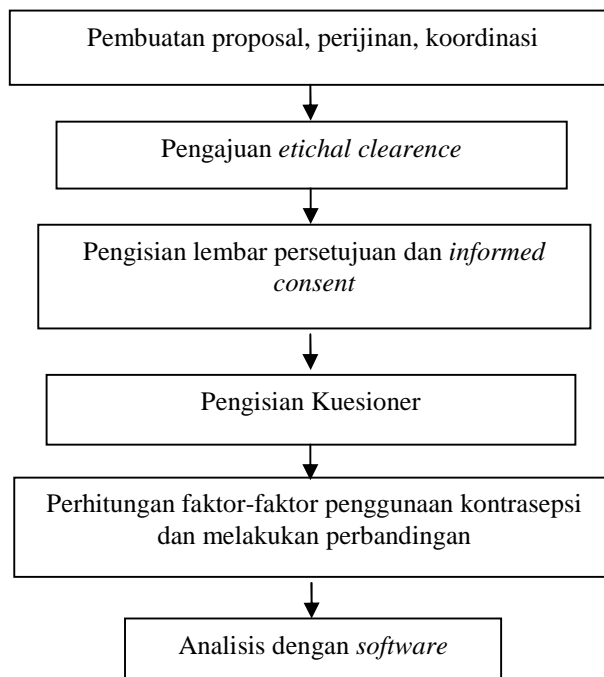 Pembuatan proposal, perijinan, koordinasi
Pengajuan etichal clearence
Pengisian lembar persetujuan dan informed
consent
Pengisian Kuesioner
Perhitungan faktor-faktor penggunaan kontrasepsi
dan melakukan perbandingan
Analisis dengan software